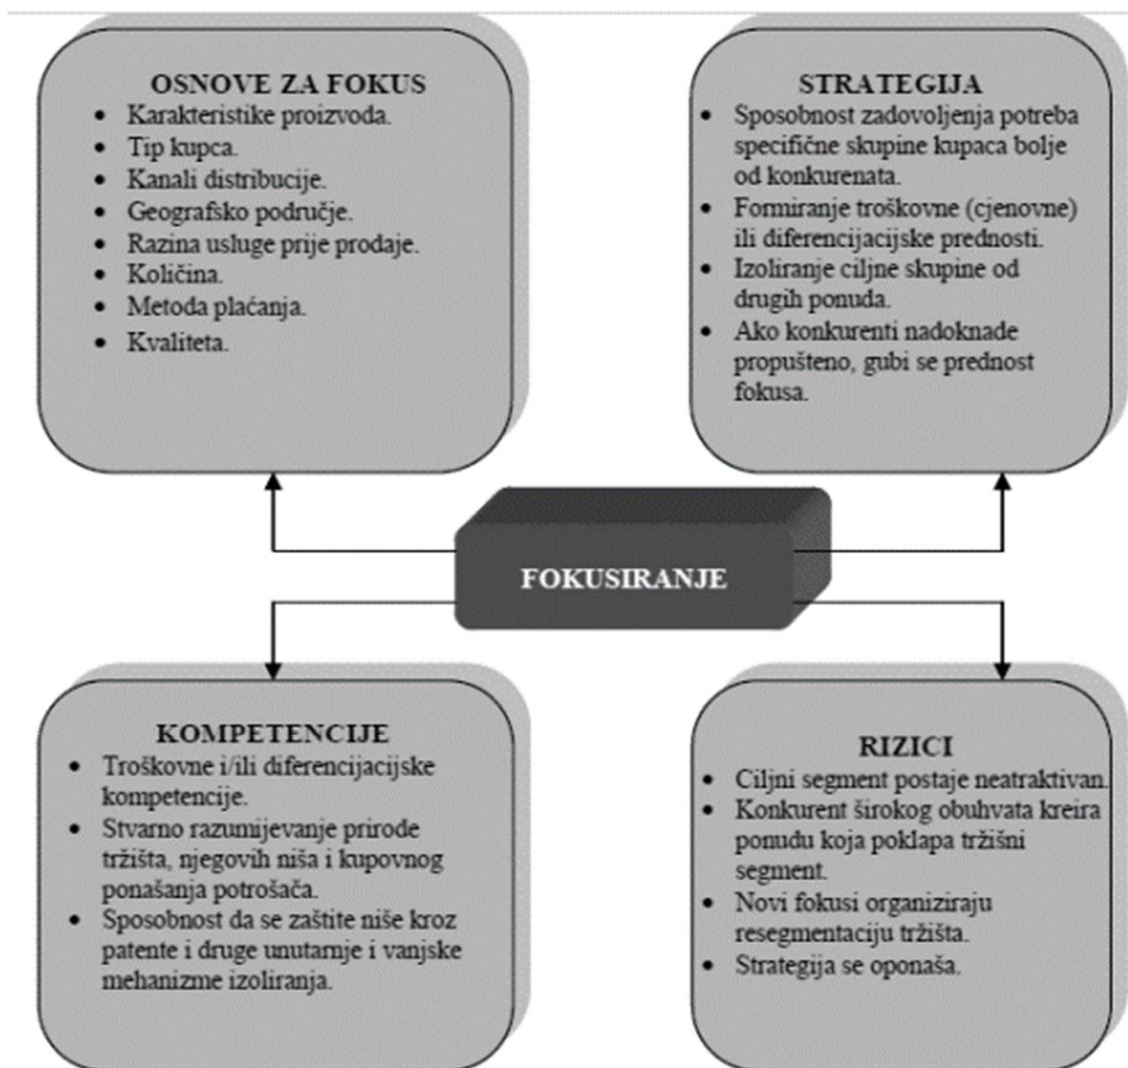 OSNOVE ZA FOKUS
• Karakteristike proizvoda.
• Tip kupca.
• Kanali distribucije.
• Geografsko područje.
• Razina usluge prije prodaje.
• Količina.
• Metoda plaćanja.
• Kvaliteta.
STRATEGIJA
• Sposobnost zadovoljenja potreba
specifične skupine kupaca bolje
od konkurenata.
• Formiranje troškovne (cjenovne)
ili diferencijacijske prednosti.
• Izoliranje ciljne skupine od
drugih ponuda.
• Ako konkurenti nadoknade
propušteno, gubi se prednost
fokusa.
FOKUSIRANJE
KOMPETENCIJE
• Troškovne i/ili diferencijacijske
kompetencije.
• Stvarno razumijevanje prirode
tržišta, njegovih niša i kupovnog
ponašanja potrošača.
• Sposobnost da se zaštite niše kroz
patente i druge unutarnje i vanjske
mehanizme izoliranja.
RIZICI
• Ciljni segment postaje neatraktivan.
• Konkurent širokog obuhvata kreira
ponudu koja poklapa tržišni
segment.
• Novi fokusi organiziraju
resegmentaciju tržišta.
• Strategija se oponaša.